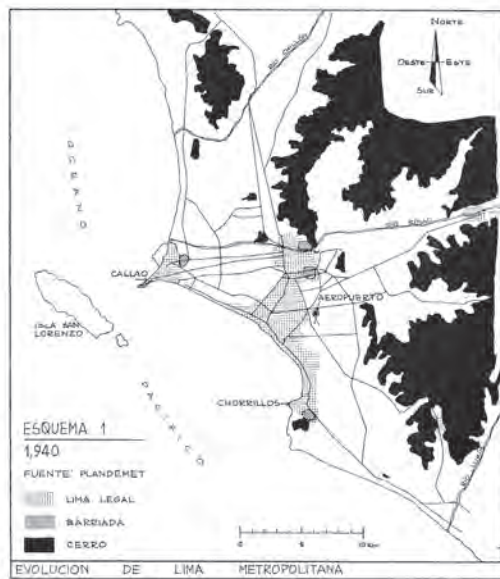 NORTE
OESTE ESTE
SUR
RIO CHILLON
OCEANO
RIO RIMAC
CALLAO
AEROPUERTO
ISLA SAN
LORENZO
PACIFICO
CHORRILLOS
ESQUEMA 1
1,940
FUENTE: PLANDEMET
LIMA LEGAL
BARRIADA
CERRO
0 5 10 km
EVOLUCION DE LIMA METROPOLITANA